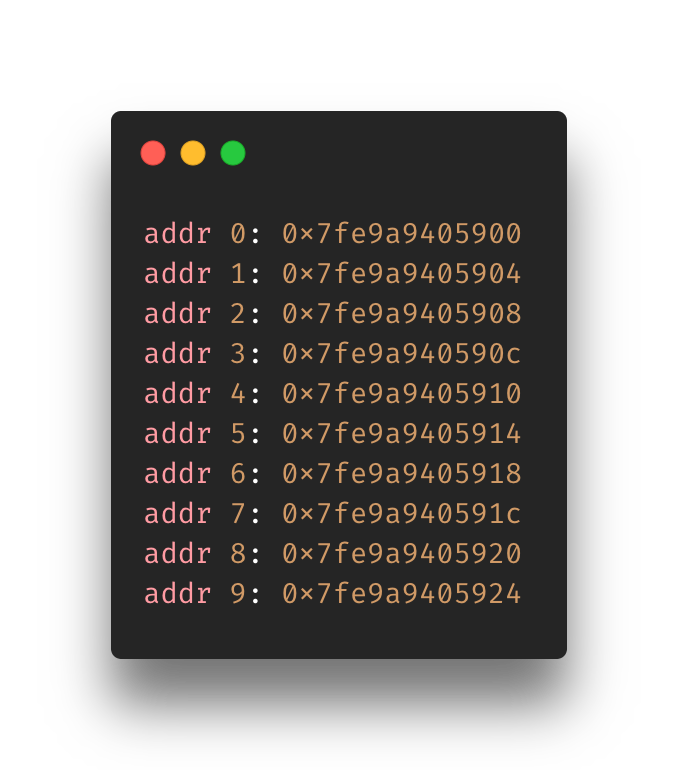 addr 0: 0x7fe9a9405900
addr 1: 0x7fe9a9405904
addr 2: 0x7fe9a9405908
addr 3: 0x7fe9a940590c
addr 4: 0x7fe9a9405910
addr 5: 0x7fe9a9405914
addr 6: 0x7fe9a9405918
addr 7: 0x7fe9a940591c
addr 8: 0x7fe9a9405920
addr 9: 0x7fe9a9405924